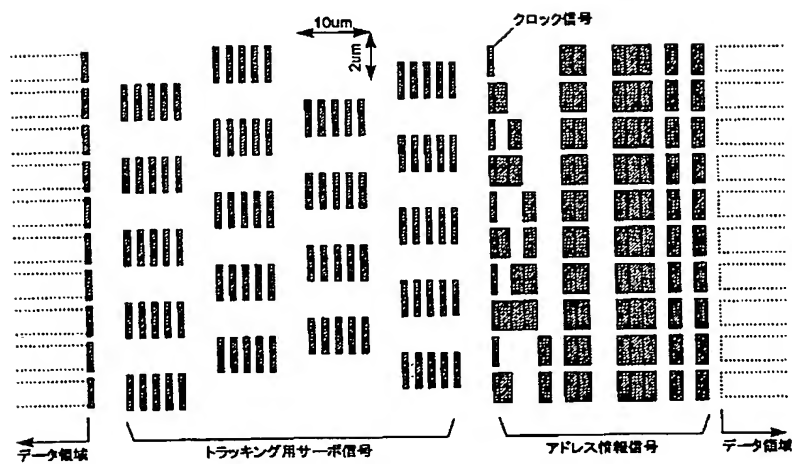 10um
クロック信号
2um
データ領域
トラッキング用サーボ信号
アドレス情報信号
データ領域